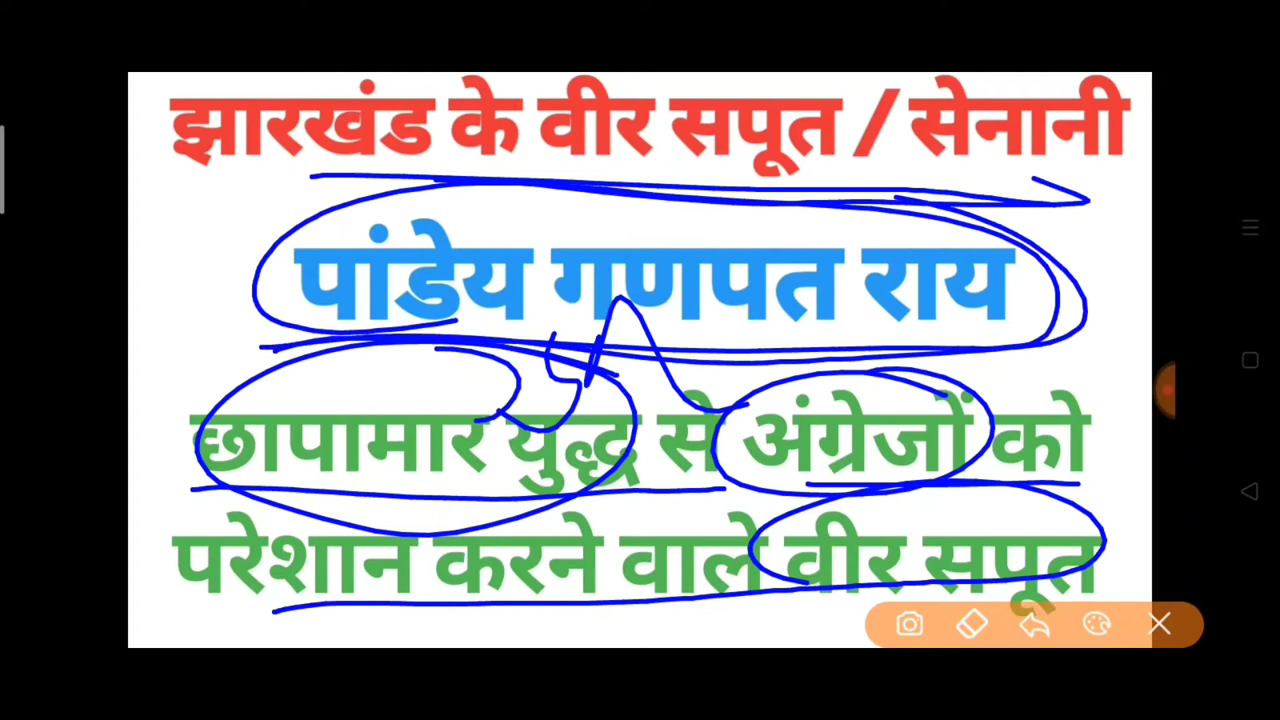 झारखंड के वीर सपूत / सेनानी
पांडेय गणपत राय
छापामार युद्ध से अंग्रेजों को
परेशान करने वाले वीर सपूत